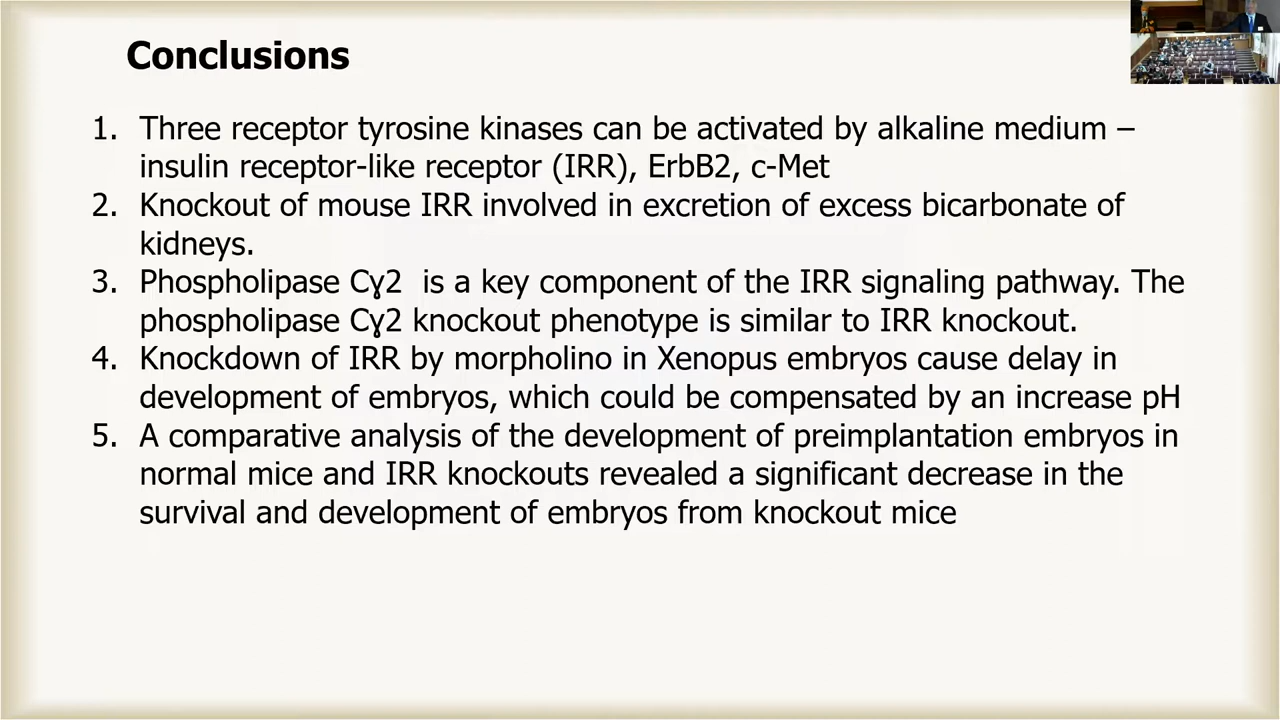 Conclusions
1. Three receptor tyrosine kinases can be activated by alkaline medium –
insulin receptor-like receptor (IRR), ErbB2, c-Met
2. Knockout of mouse IRR involved in excretion of excess bicarbonate of
kidneys.
3. Phospholipase Cɣ2 is a key component of the IRR signaling pathway. The
phospholipase Cɣ2 knockout phenotype is similar to IRR knockout.
4. Knockdown of IRR by morpholino in Xenopus embryos cause delay in
development of embryos, which could be compensated by an increase pH
5. A comparative analysis of the development of preimplantation embryos in
normal mice and IRR knockouts revealed a significant decrease in the
survival and development of embryos from knockout mice